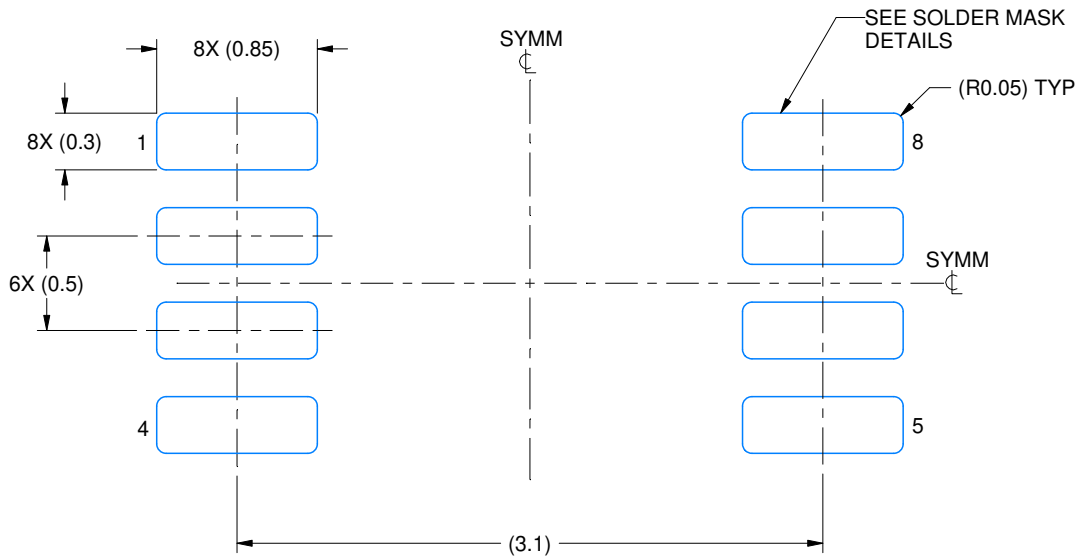 SEE SOLDER MASK
DETAILS
8X (0.85)
SYMM
(R0.05) TYP
8X (0.3)
1
8
SYMM
6X (0.5)
4
5
(3.1)